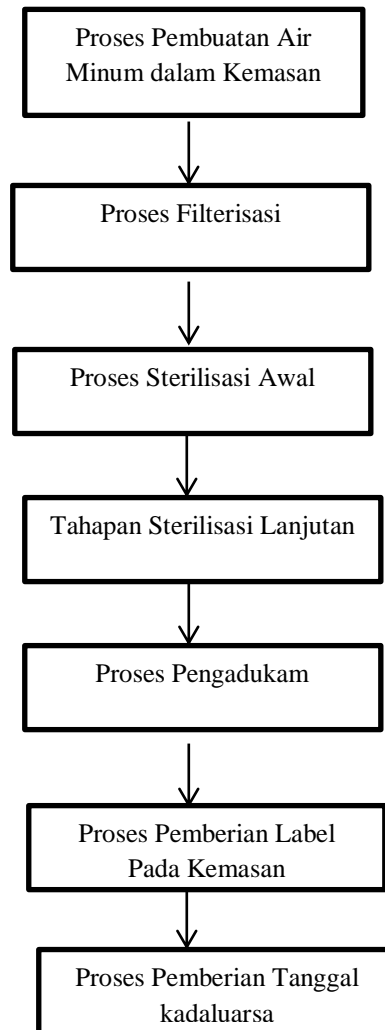 Proses Pembuatan Air
Minum dalam Kemasan
Proses Filterisasi
Proses Sterilisasi Awal
Tahapan Sterilisasi Lanjutan
Proses Pengadukam
Proses Pemberian Label
Pada Kemasan
Proses Pemberian Tanggal
kadaluarsa